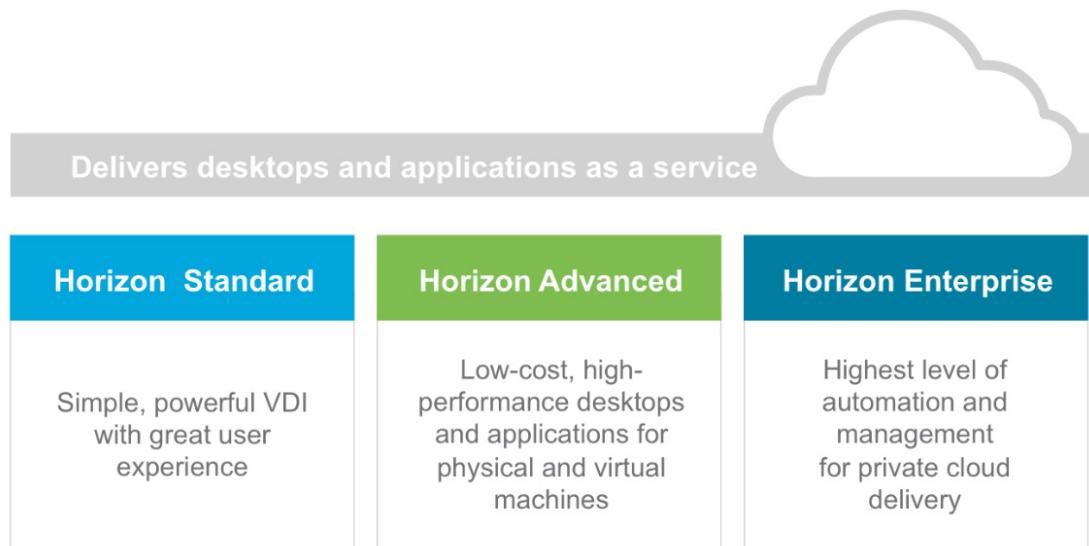 Delivers desktops and applications as a service
Horizon Standard
Simple, powerful VDI
with great user
experience
Horizon Advanced
Low-cost, high-
performance desktops
and applications for
physical and virtual
machines
Horizon Enterprise
Highest level of
automation and
management
for private cloud
delivery